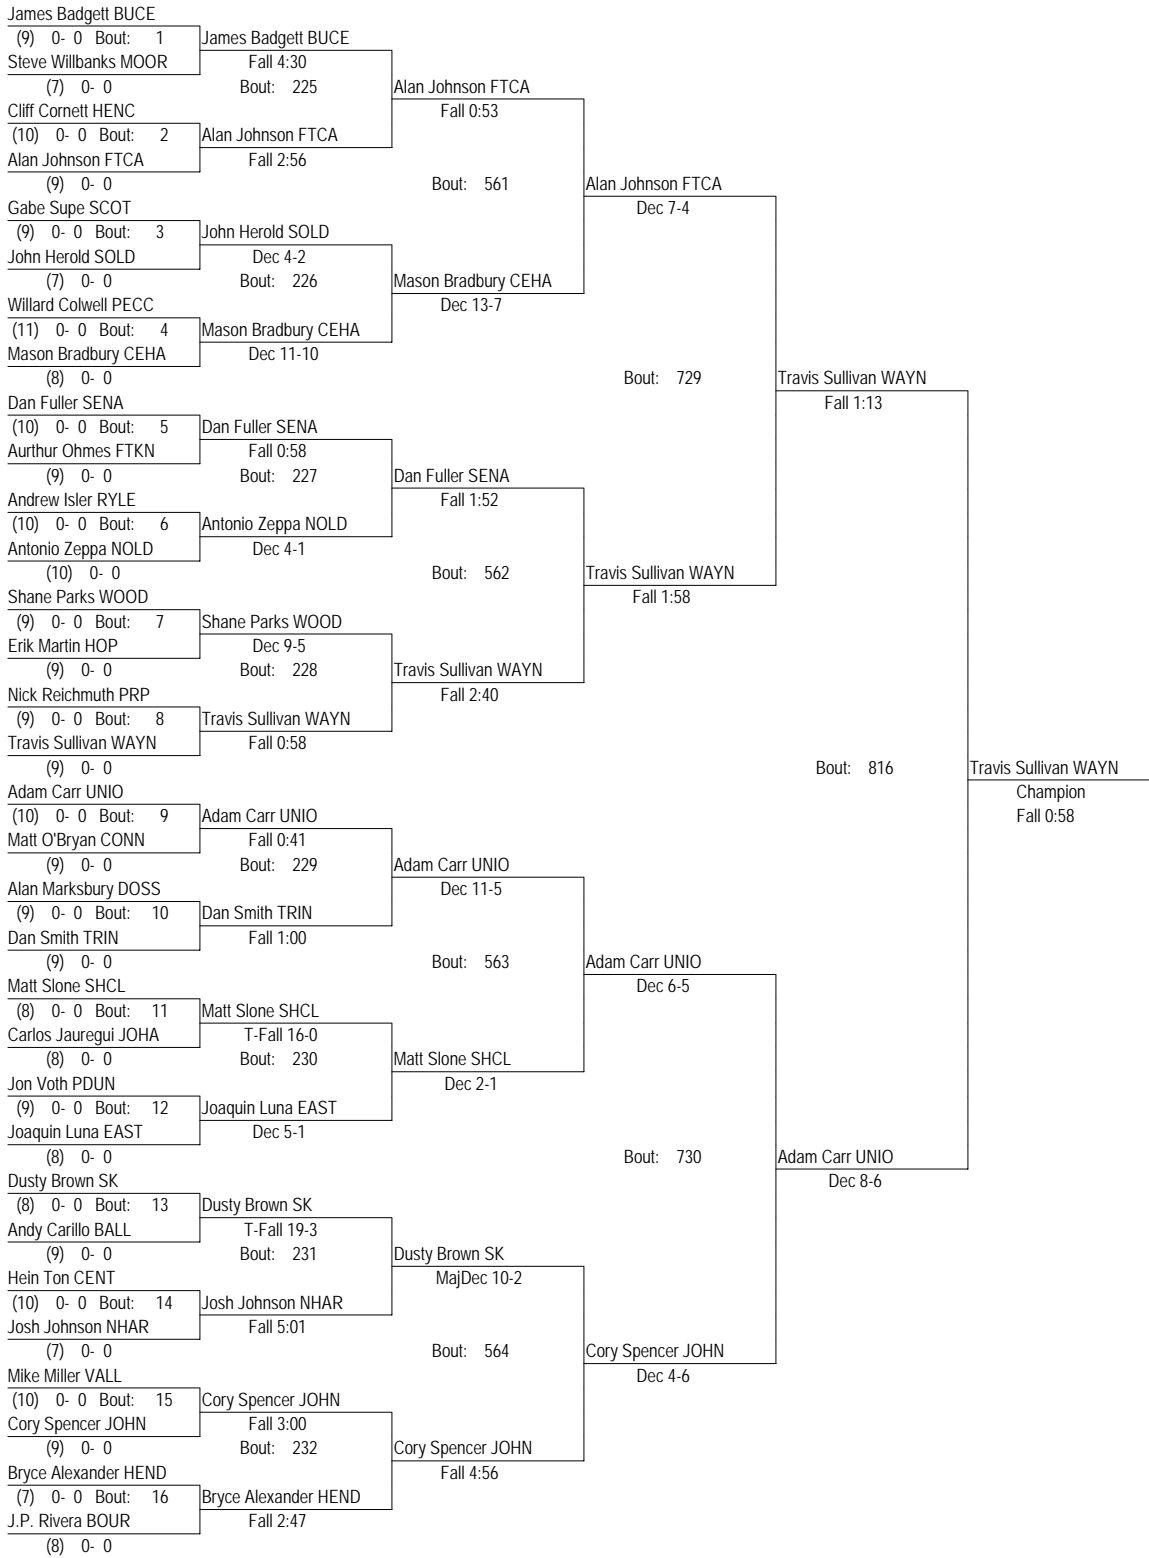 James Badgett BUCE
(9) 0- 0 Bout: 1 James Badgett BUCE
Steve Willbanks MOOR Fall 4:30
(7) 0- 0 Bout: 225 Alan Johnson FTCA
Cliff Cornett HENC Fall 0:53
(10) 0- 0 Bout: 2 Alan Johnson FTCA
Alan Johnson FTCA Fall 2:56
(9) 0- 0 Bout: 561 Alan Johnson FTCA
Gabe Supe SCOT Dec 7-4
(9) 0- 0 Bout: 3 John Herold SOLD
John Herold SOLD Dec 4-2
(7) 0- 0 Bout: 226 Mason Bradbury CEHA
Willard Colwell PECC Dec 13-7
(11) 0- 0 Bout: 4 Mason Bradbury CEHA
Mason Bradbury CEHA Dec 11-10
(8) 0- 0 Bout: 729 Travis Sullivan WAYN
Dan Fuller SENA Fall 1:13
(10) 0- 0 Bout: 5 Dan Fuller SENA
Aurthur Ohmes FTKN Fall 0:58
(9) 0- 0 Bout: 227 Dan Fuller SENA
Andrew Isler RYLE Fall 1:52
(10) 0- 0 Bout: 6 Antonio Zeppa NOLD
Antonio Zeppa NOLD Dec 4-1
(10) 0- 0 Bout: 562 Travis Sullivan WAYN
Shane Parks WOOD Fall 1:58
(9) 0- 0 Bout: 7 Shane Parks WOOD
Erik Martin HOP Dec 9-5
(9) 0- 0 Bout: 228 Travis Sullivan WAYN
Nick Reichmuth PRP Fall 2:40
(9) 0- 0 Bout: 8 Travis Sullivan WAYN
Travis Sullivan WAYN Fall 0:58
(9) 0- 0 Bout: 816 Travis Sullivan WAYN
Adam Carr UNIO Champion
(10) 0- 0 Bout: 9 Adam Carr UNIO Fall 0:58
Matt O'Bryan CONN Fall 0:41
(9) 0- 0 Bout: 229 Adam Carr UNIO
Alan Marksbury DOSS Dec 11-5
(9) 0- 0 Bout: 10 Dan Smith TRIN
Dan Smith TRIN Fall 1:00
(9) 0- 0 Bout: 563 Adam Carr UNIO
Matt Slone SHCL Dec 6-5
(8) 0- 0 Bout: 11 Matt Slone SHCL
Carlos Jauregui JOHA T-Fall 16-0
(8) 0- 0 Bout: 230 Matt Slone SHCL
Jon Voth PDUN Dec 2-1
(9) 0- 0 Bout: 12 Joaquin Luna EAST
Joaquin Luna EAST Dec 5-1
(8) 0- 0 Bout: 730 Adam Carr UNIO
Dusty Brown SK Dec 8-6
(8) 0- 0 Bout: 13 Dusty Brown SK
Andy Carillo BALL T-Fall 19-3
(9) 0- 0 Bout: 231 Dusty Brown SK
Hein Ton CENT MajDec 10-2
(10) 0- 0 Bout: 14 Josh Johnson NHAR
Josh Johnson NHAR Fall 5:01
(7) 0- 0 Bout: 564 Cory Spencer JOHN
Mike Miller VALL Dec 4-6
(10) 0- 0 Bout: 15 Cory Spencer JOHN
Cory Spencer JOHN Fall 3:00
(9) 0- 0 Bout: 232 Cory Spencer JOHN
Bryce Alexander HEND Fall 4:56
(7) 0- 0 Bout: 16 Bryce Alexander HEND
J.P. Rivera BOUR Fall 2:47
(8) 0- 0